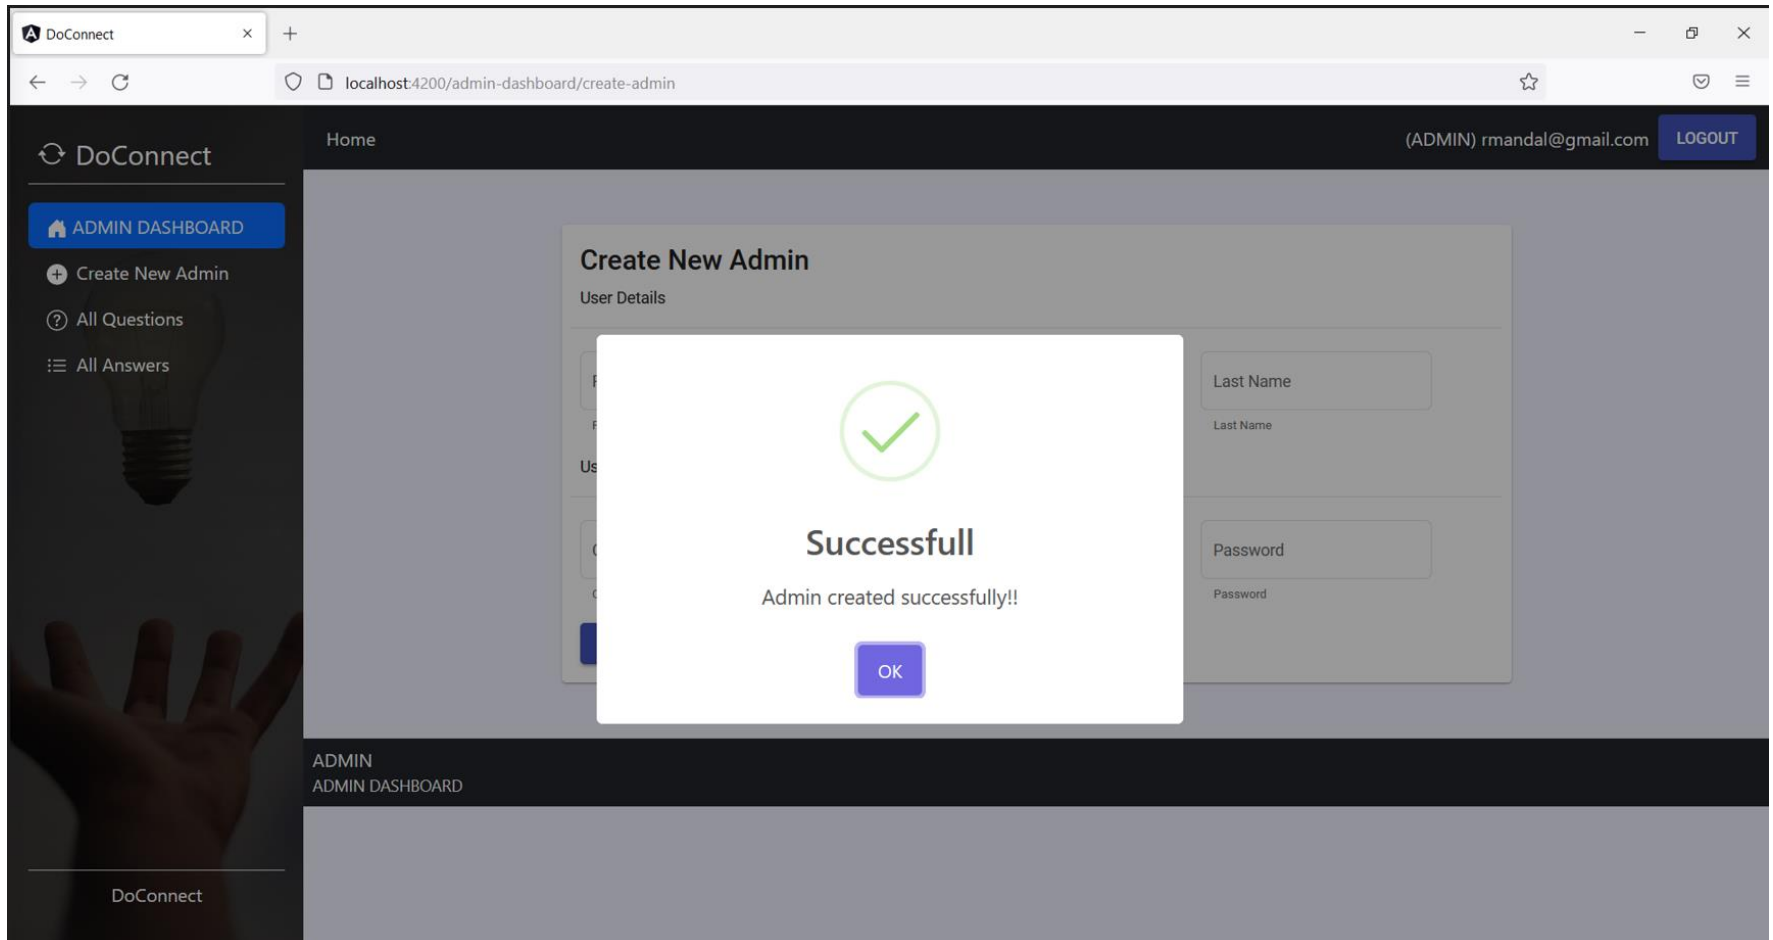 DoConnect
localhost:4200/admin-dashboard/create-admin
DoConnect
Home
(ADMIN) rmandal@gmail.com
LOGOUT
ADMIN DASHBOARD
Create New Admin
All Questions
All Answers
Create New Admin
User Details
Last Name
Last Name
Us
Successfull
Admin created successfully!!
OK
Password
Password
ADMIN
ADMIN DASHBOARD
DoConnect